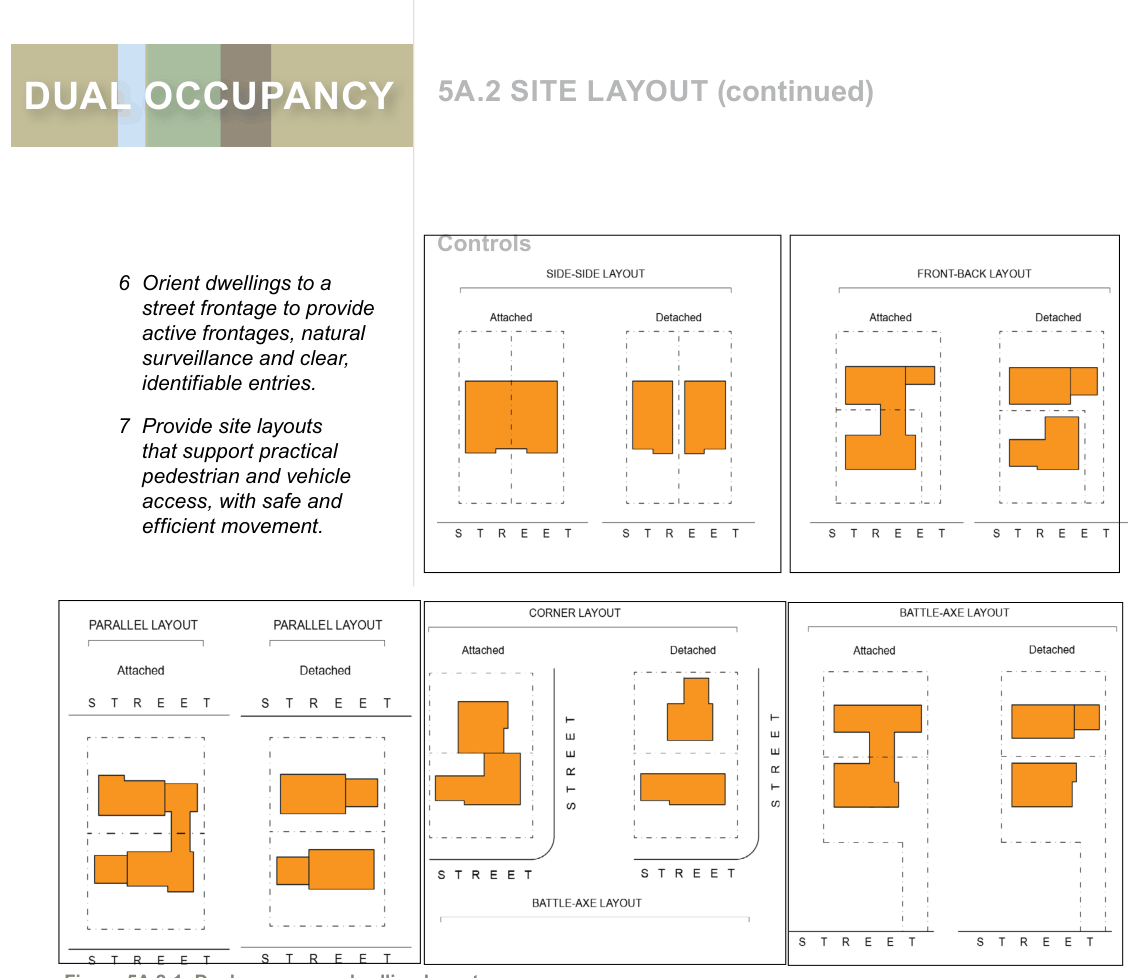 DUAL OCCUPANCY
5A.2 SITE LAYOUT (continued)
6 Orient dwellings to a
street frontage to provide
active frontages, natural
surveillance and clear,
identifiable entries.
7 Provide site layouts
that support practical
pedestrian and vehicle
access, with safe and
efficient movement.
Controls
SIDE-SIDE LAYOUT
Attached Detached
STREET STREET
FRONT-BACK LAYOUT
Attached Detached
STREET STREET
PARALLEL LAYOUT PARALLEL LAYOUT
Attached Detached
STREET STREET
STREET STREET
CORNER LAYOUT
Attached Detached
STREET STREET
STREET STREET
BATTLE-AXE LAYOUT
BATTLE-AXE LAYOUT
Attached Detached
STREET STREET